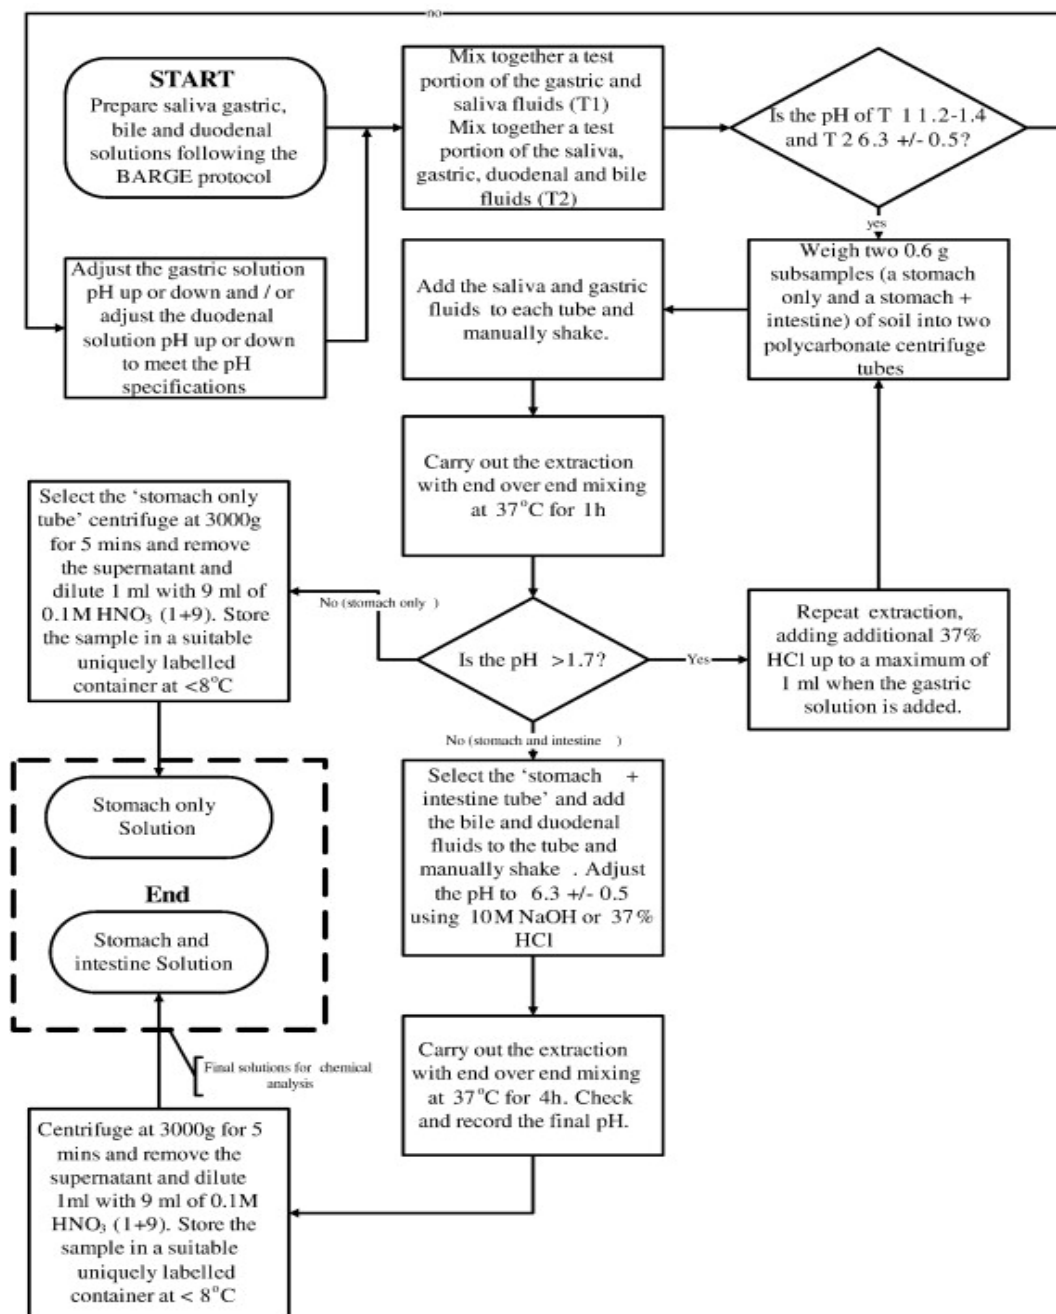 no
START
Prepare saliva gastric,
bile and duodenal
solutions following the
BARGE protocol
Mix together a test
portion of the gastric and
saliva fluids (T1)
Mix together a test
portion of the saliva,
gastric, duodenal and bile
fluids (T2)
Is the pH of T 1 1.2-1.4
and T 2 6.3 +/- 0.5?
yes
Adjust the gastric solution
pH up or down and / or
adjust the duodenal
solution pH up or down
to meet the pH
specifications
Add the saliva and gastric
fluids to each tube and
manually shake.
Weigh two 0.6 g
subsamples (a stomach
only and a stomach +
intestine) of soil into two
polycarbonate centrifuge
tubes
Carry out the extraction
with end over end mixing
at 37°C for 1h
Select the ‘stomach only
tube’ centrifuge at 3000g
for 5 mins and remove
the supernatant and
dilute 1 ml with 9 ml of
0.1M HNO₃ (1+9). Store
the sample in a suitable
uniquely labelled
container at <8°C
No (stomach only )
Is the pH >1.7?
Yes
Repeat extraction,
adding additional 37%
HCl up to a maximum of
1 ml when the gastric
solution is added.
No (stomach and intestine )
Select the ‘stomach +
intestine tube’ and add
the bile and duodenal
fluids to the tube and
manually shake . Adjust
the pH to 6.3 +/- 0.5
using 10M NaOH or 37%
HCl
Stomach only
Solution
End
Stomach and
intestine Solution
Final solutions for chemical
analysis
Carry out the extraction
with end over end mixing
at 37°C for 4h. Check
and record the final pH.
Centrifuge at 3000g for 5
mins and remove the
supernatant and dilute
1ml with 9 ml of 0.1M
HNO₃ (1+9). Store the
sample in a suitable
uniquely labelled
container at < 8°C